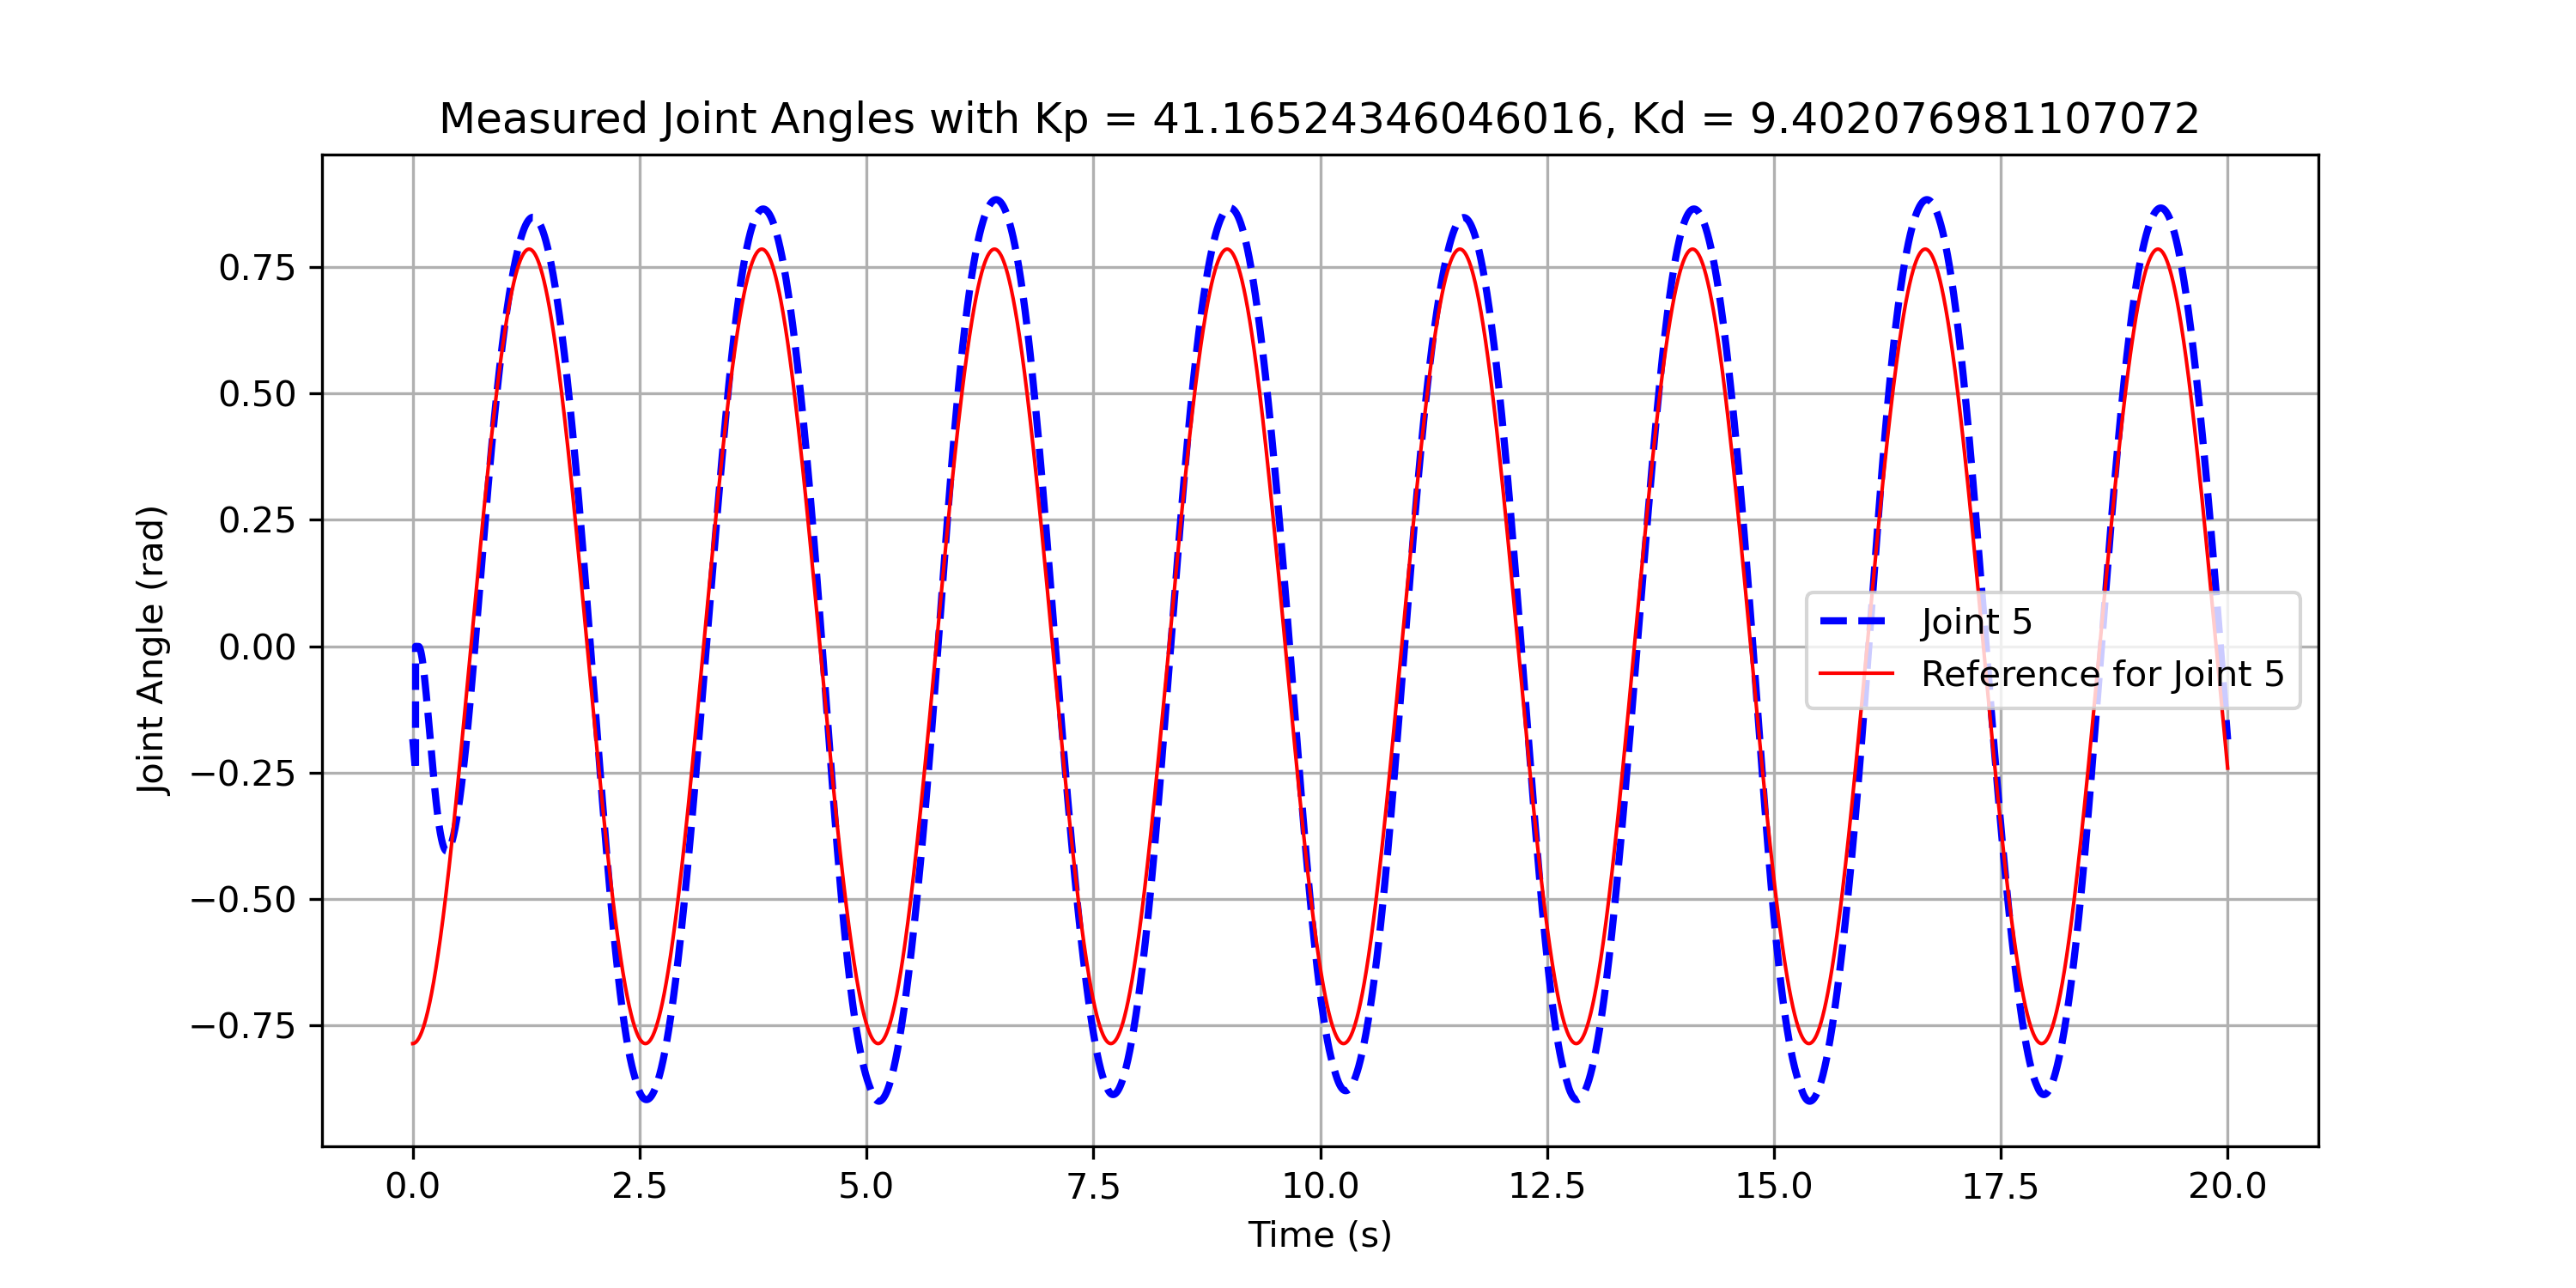 Measured Joint Angles with Kp = 41.16524346046016, Kd = 9.402076981107072
Joint Angle (rad)
0.75
0.50
0.25
0.00
−0.25
−0.50
−0.75
Joint 5
Reference for Joint 5
0.0 2.5 5.0 7.5 10.0 12.5 15.0 17.5 20.0
Time (s)